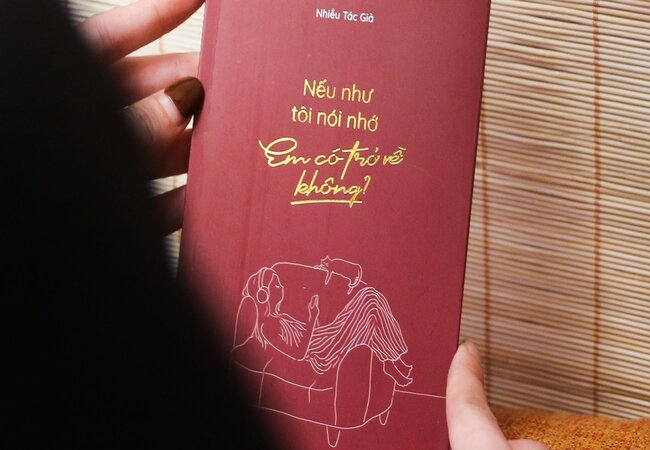 Nhiều Tác Giả
Nếu như
tôi nói nhớ
Em có trở về
không?